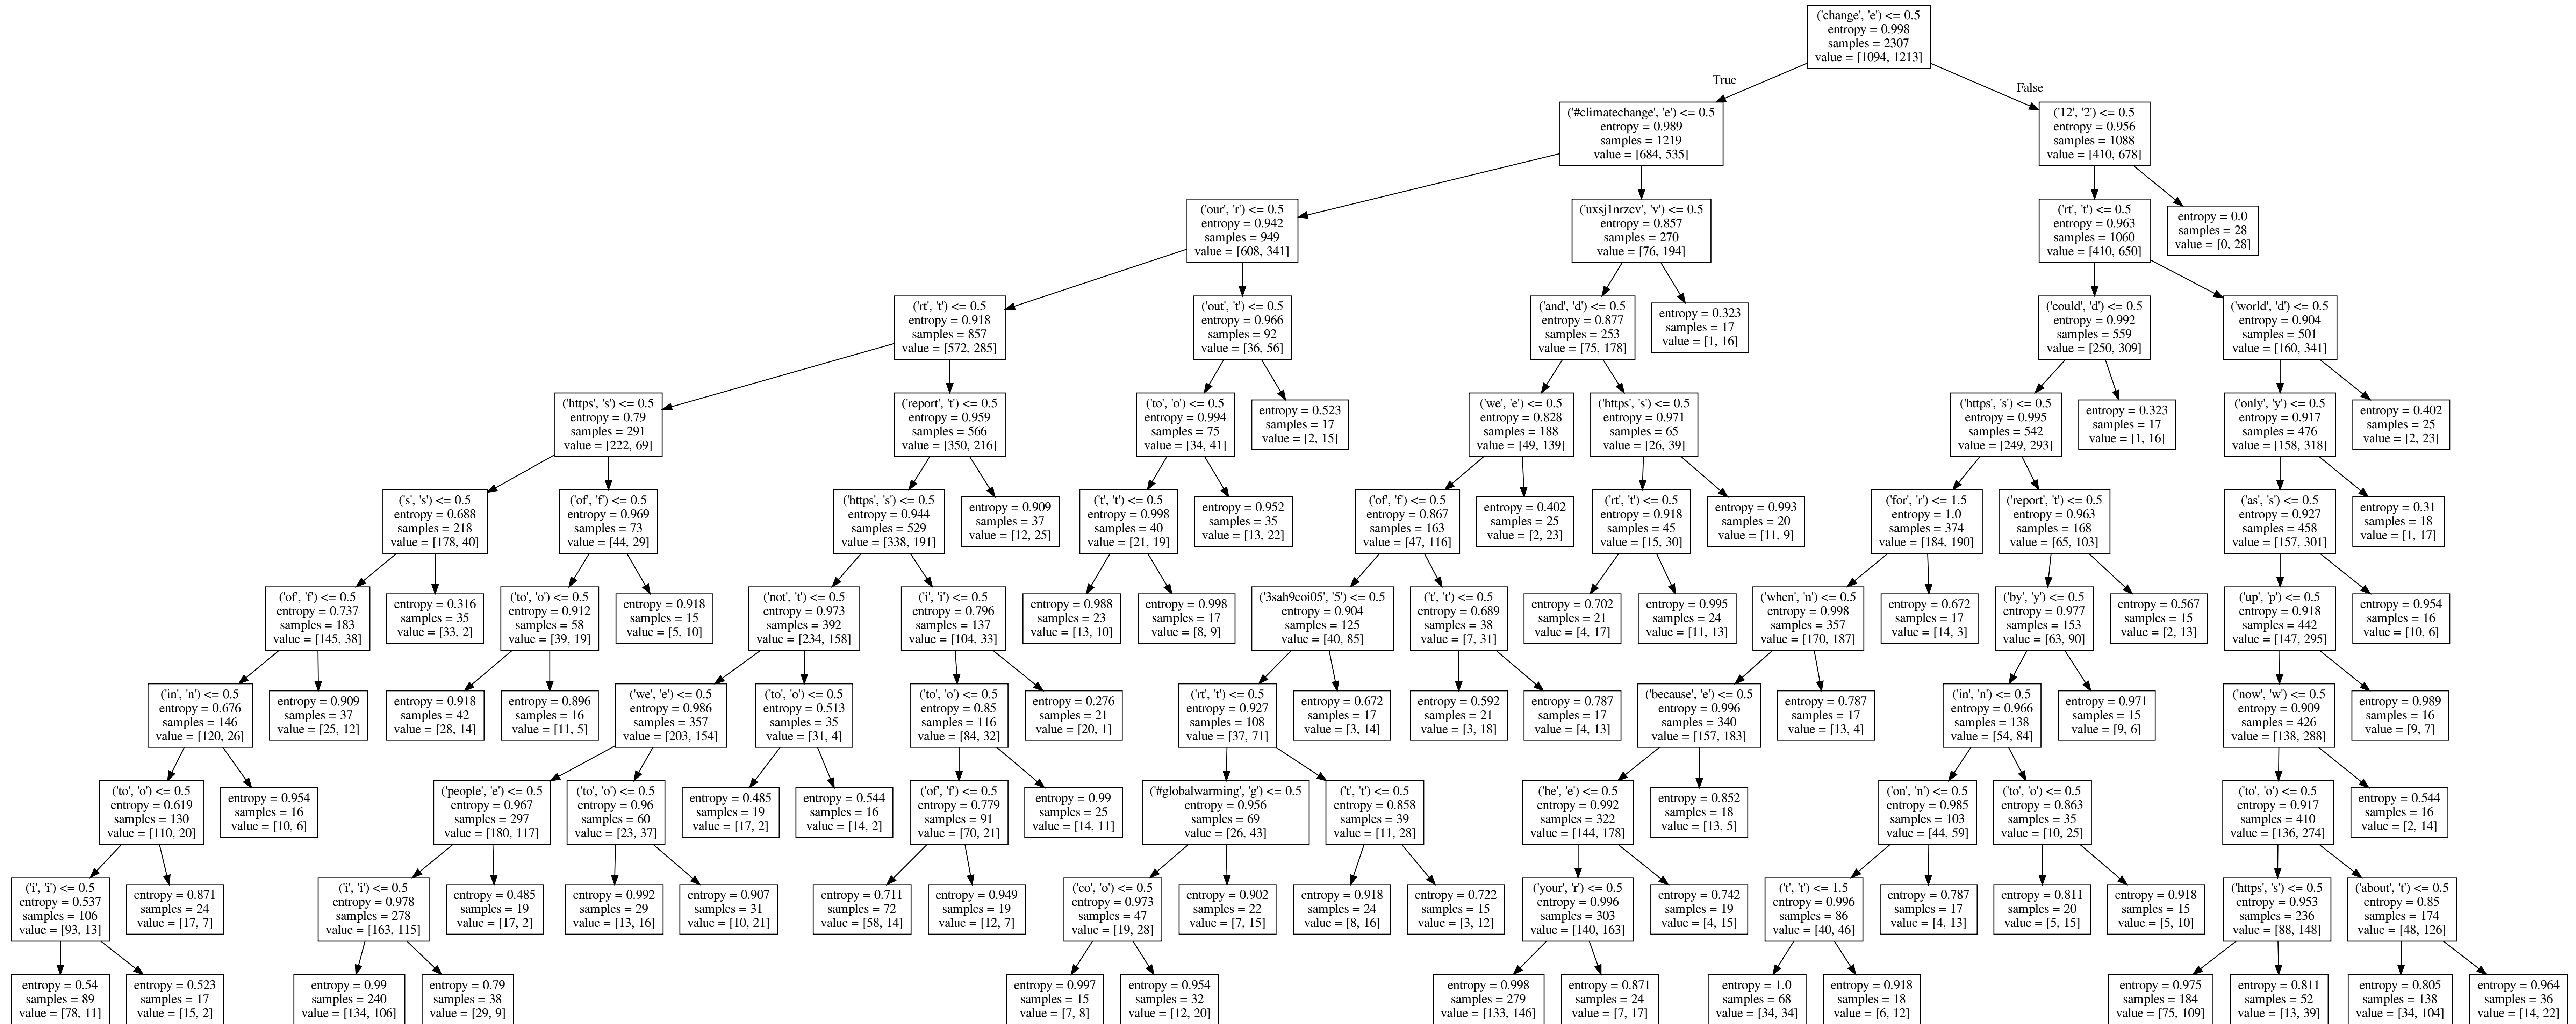 ('change', 'e') <= 0.5
entropy = 0.998
samples = 2307
value = [1094, 1213]
True
False
('#climatechange', 'e') <= 0.5
entropy = 0.989
samples = 1219
value = [684, 535]
('12', '2') <= 0.5
entropy = 0.956
samples = 1088
value = [410, 678]
('our', 'r') <= 0.5
entropy = 0.942
samples = 949
value = [608, 341]
('uxsj1nrzcv', 'v') <= 0.5
entropy = 0.857
samples = 270
value = [76, 194]
('rt', 't') <= 0.5
entropy = 0.963
samples = 1060
value = [410, 650]
entropy = 0.0
samples = 28
value = [0, 28]
('rt', 't') <= 0.5
entropy = 0.918
samples = 857
value = [572, 285]
('out', 't') <= 0.5
entropy = 0.966
samples = 92
value = [36, 56]
('and', 'd') <= 0.5
entropy = 0.877
samples = 253
value = [75, 178]
entropy = 0.323
samples = 17
value = [1, 16]
('could', 'd') <= 0.5
entropy = 0.992
samples = 559
value = [250, 309]
('world', 'd') <= 0.5
entropy = 0.904
samples = 501
value = [160, 341]
('https', 's') <= 0.5
entropy = 0.79
samples = 291
value = [222, 69]
('report', 't') <= 0.5
entropy = 0.959
samples = 566
value = [350, 216]
('to', 'o') <= 0.5
entropy = 0.994
samples = 75
value = [34, 41]
entropy = 0.523
samples = 17
value = [2, 15]
('we', 'e') <= 0.5
entropy = 0.828
samples = 188
value = [49, 139]
('https', 's') <= 0.5
entropy = 0.971
samples = 65
value = [26, 39]
('https', 's') <= 0.5
entropy = 0.995
samples = 542
value = [249, 293]
entropy = 0.323
samples = 17
value = [1, 16]
('only', 'y') <= 0.5
entropy = 0.917
samples = 476
value = [158, 318]
entropy = 0.402
samples = 25
value = [2, 23]
('s', 's') <= 0.5
entropy = 0.688
samples = 218
value = [178, 40]
('of', 'f') <= 0.5
entropy = 0.969
samples = 73
value = [44, 29]
('https', 's') <= 0.5
entropy = 0.944
samples = 529
value = [338, 191]
entropy = 0.909
samples = 37
value = [12, 25]
('t', 't') <= 0.5
entropy = 0.998
samples = 40
value = [21, 19]
entropy = 0.952
samples = 35
value = [13, 22]
('of', 'f') <= 0.5
entropy = 0.867
samples = 163
value = [47, 116]
entropy = 0.402
samples = 25
value = [2, 23]
('rt', 't') <= 0.5
entropy = 0.918
samples = 45
value = [15, 30]
entropy = 0.993
samples = 20
value = [11, 9]
('for', 'r') <= 1.5
entropy = 1.0
samples = 374
value = [184, 190]
('report', 't') <= 0.5
entropy = 0.963
samples = 168
value = [65, 103]
('as', 's') <= 0.5
entropy = 0.927
samples = 458
value = [157, 301]
entropy = 0.31
samples = 18
value = [1, 17]
('of', 'f') <= 0.5
entropy = 0.737
samples = 183
value = [145, 38]
entropy = 0.316
samples = 35
value = [33, 2]
('to', 'o') <= 0.5
entropy = 0.912
samples = 58
value = [39, 19]
entropy = 0.918
samples = 15
value = [5, 10]
('not', 't') <= 0.5
entropy = 0.973
samples = 392
value = [234, 158]
('i', 'i') <= 0.5
entropy = 0.796
samples = 137
value = [104, 33]
entropy = 0.988
samples = 23
value = [13, 10]
entropy = 0.998
samples = 17
value = [8, 9]
('3sah9coi05', '5') <= 0.5
entropy = 0.904
samples = 125
value = [40, 85]
('t', 't') <= 0.5
entropy = 0.689
samples = 38
value = [7, 31]
entropy = 0.702
samples = 21
value = [4, 17]
entropy = 0.995
samples = 24
value = [11, 13]
('when', 'n') <= 0.5
entropy = 0.998
samples = 357
value = [170, 187]
entropy = 0.672
samples = 17
value = [14, 3]
('by', 'y') <= 0.5
entropy = 0.977
samples = 153
value = [63, 90]
entropy = 0.567
samples = 15
value = [2, 13]
('up', 'p') <= 0.5
entropy = 0.918
samples = 442
value = [147, 295]
entropy = 0.954
samples = 16
value = [10, 6]
('in', 'n') <= 0.5
entropy = 0.676
samples = 146
value = [120, 26]
entropy = 0.909
samples = 37
value = [25, 12]
entropy = 0.918
samples = 42
value = [28, 14]
entropy = 0.896
samples = 16
value = [11, 5]
('we', 'e') <= 0.5
entropy = 0.986
samples = 357
value = [203, 154]
('to', 'o') <= 0.5
entropy = 0.513
samples = 35
value = [31, 4]
('to', 'o') <= 0.5
entropy = 0.85
samples = 116
value = [84, 32]
entropy = 0.276
samples = 21
value = [20, 1]
('rt', 't') <= 0.5
entropy = 0.927
samples = 108
value = [37, 71]
entropy = 0.672
samples = 17
value = [3, 14]
entropy = 0.592
samples = 21
value = [3, 18]
entropy = 0.787
samples = 17
value = [4, 13]
('because', 'e') <= 0.5
entropy = 0.996
samples = 340
value = [157, 183]
entropy = 0.787
samples = 17
value = [13, 4]
('in', 'n') <= 0.5
entropy = 0.966
samples = 138
value = [54, 84]
entropy = 0.971
samples = 15
value = [9, 6]
('now', 'w') <= 0.5
entropy = 0.909
samples = 426
value = [138, 288]
entropy = 0.989
samples = 16
value = [9, 7]
('to', 'o') <= 0.5
entropy = 0.619
samples = 130
value = [110, 20]
entropy = 0.954
samples = 16
value = [10, 6]
('people', 'e') <= 0.5
entropy = 0.967
samples = 297
value = [180, 117]
('to', 'o') <= 0.5
entropy = 0.96
samples = 60
value = [23, 37]
entropy = 0.485
samples = 19
value = [17, 2]
entropy = 0.544
samples = 16
value = [14, 2]
('of', 'f') <= 0.5
entropy = 0.779
samples = 91
value = [70, 21]
entropy = 0.99
samples = 25
value = [14, 11]
('#globalwarming', 'g') <= 0.5
entropy = 0.956
samples = 69
value = [26, 43]
('t', 't') <= 0.5
entropy = 0.858
samples = 39
value = [11, 28]
('he', 'e') <= 0.5
entropy = 0.992
samples = 322
value = [144, 178]
entropy = 0.852
samples = 18
value = [13, 5]
('on', 'n') <= 0.5
entropy = 0.985
samples = 103
value = [44, 59]
('to', 'o') <= 0.5
entropy = 0.863
samples = 35
value = [10, 25]
('to', 'o') <= 0.5
entropy = 0.917
samples = 410
value = [136, 274]
entropy = 0.544
samples = 16
value = [2, 14]
('i', 'i') <= 0.5
entropy = 0.537
samples = 106
value = [93, 13]
entropy = 0.871
samples = 24
value = [17, 7]
('i', 'i') <= 0.5
entropy = 0.978
samples = 278
value = [163, 115]
entropy = 0.485
samples = 19
value = [17, 2]
entropy = 0.992
samples = 29
value = [13, 16]
entropy = 0.907
samples = 31
value = [10, 21]
entropy = 0.711
samples = 72
value = [58, 14]
entropy = 0.949
samples = 19
value = [12, 7]
('co', 'o') <= 0.5
entropy = 0.973
samples = 47
value = [19, 28]
entropy = 0.902
samples = 22
value = [7, 15]
entropy = 0.918
samples = 24
value = [8, 16]
entropy = 0.722
samples = 15
value = [3, 12]
('your', 'r') <= 0.5
entropy = 0.996
samples = 303
value = [140, 163]
entropy = 0.742
samples = 19
value = [4, 15]
('t', 't') <= 1.5
entropy = 0.996
samples = 86
value = [40, 46]
entropy = 0.787
samples = 17
value = [4, 13]
entropy = 0.811
samples = 20
value = [5, 15]
entropy = 0.918
samples = 15
value = [5, 10]
('https', 's') <= 0.5
entropy = 0.953
samples = 236
value = [88, 148]
('about', 't') <= 0.5
entropy = 0.85
samples = 174
value = [48, 126]
entropy = 0.54
samples = 89
value = [78, 11]
entropy = 0.523
samples = 17
value = [15, 2]
entropy = 0.99
samples = 240
value = [134, 106]
entropy = 0.79
samples = 38
value = [29, 9]
entropy = 0.997
samples = 15
value = [7, 8]
entropy = 0.954
samples = 32
value = [12, 20]
entropy = 0.998
samples = 279
value = [133, 146]
entropy = 0.871
samples = 24
value = [7, 17]
entropy = 1.0
samples = 68
value = [34, 34]
entropy = 0.918
samples = 18
value = [6, 12]
entropy = 0.975
samples = 184
value = [75, 109]
entropy = 0.811
samples = 52
value = [13, 39]
entropy = 0.805
samples = 138
value = [34, 104]
entropy = 0.964
samples = 36
value = [14, 22]